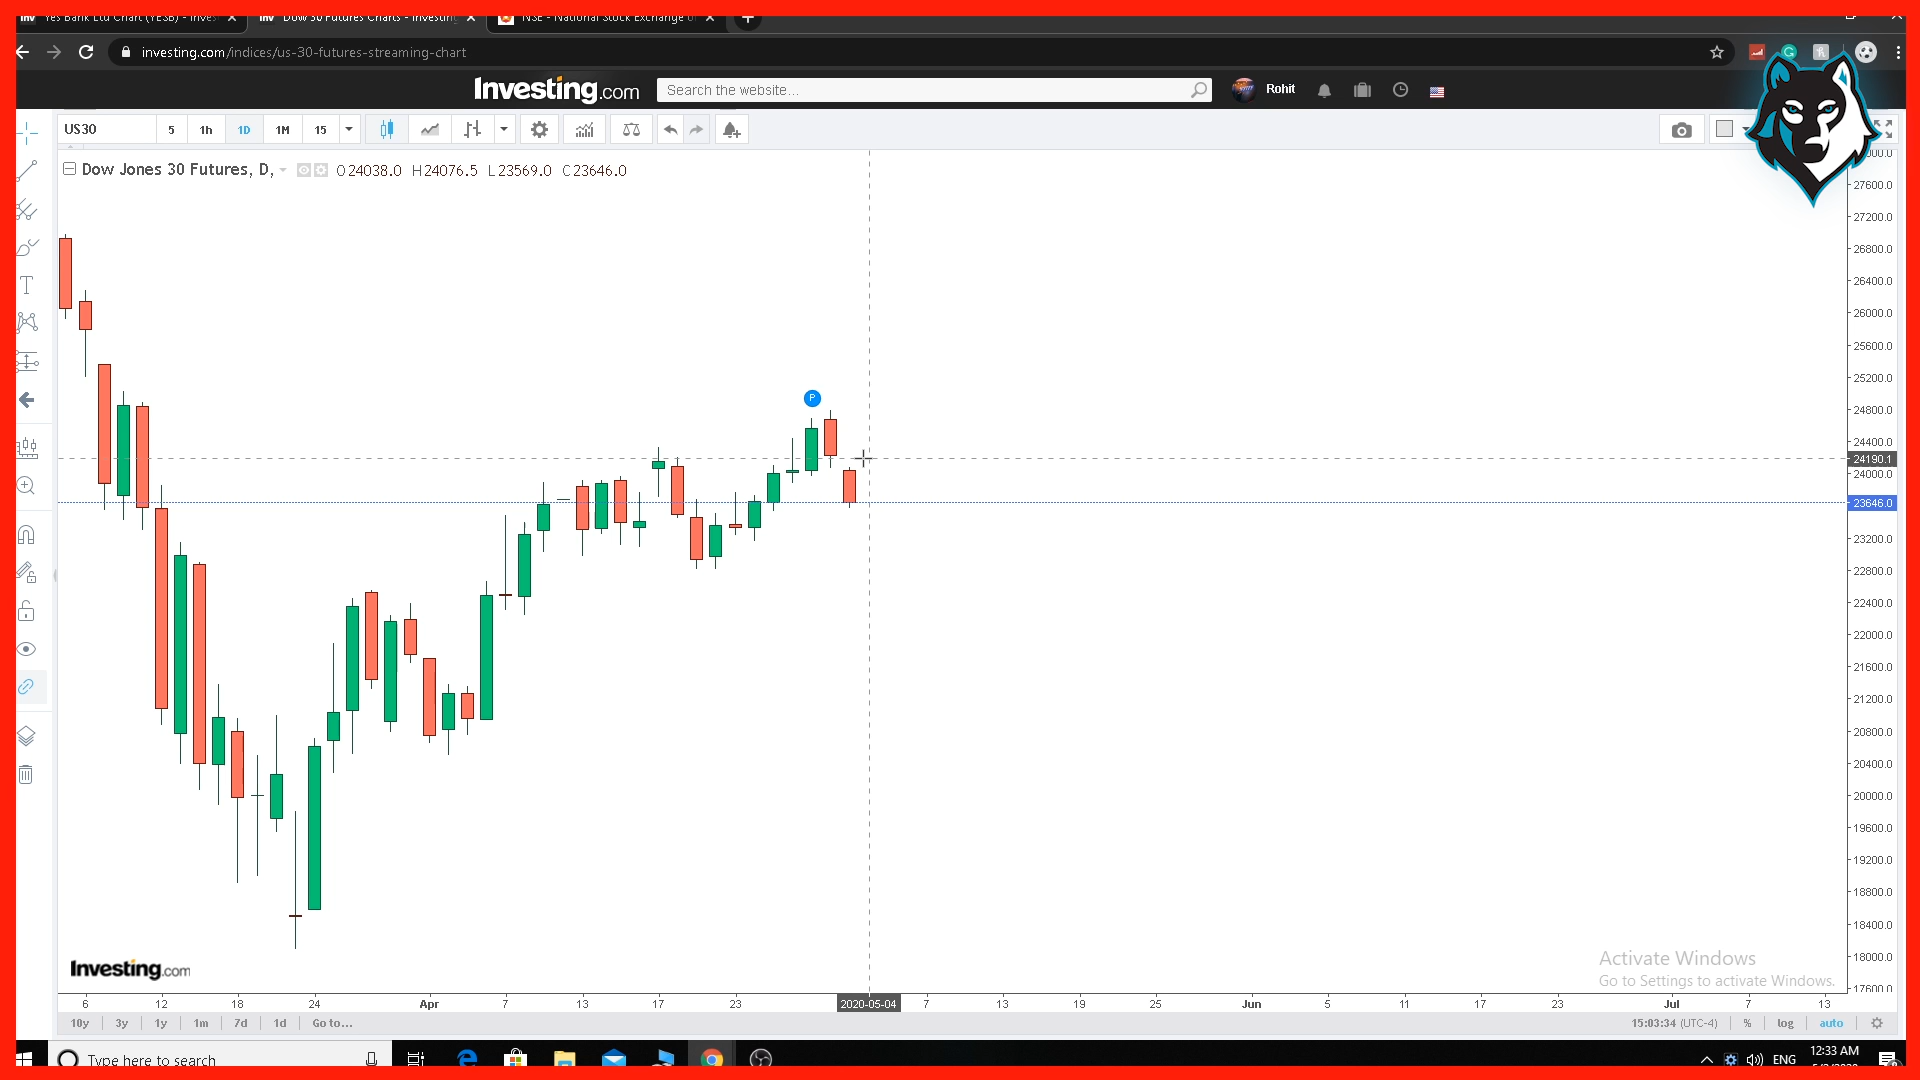 Yes Bank Ltd Chart (YESB) - Inves
Dow 30 Futures Charts - Investing
NSE - National Stock Exchange of
investing.com/indices/us-30-futures-streaming-chart
Investing.com
Search the website...
Rohit
US30
5
1h
1D
1M
15
Dow Jones 30 Futures, D,
O24038.0 H24076.5 L23569.0 C23646.0
P
27600.0
27200.0
26800.0
26400.0
26000.0
25600.0
25200.0
24800.0
24400.0
24190.1
24000.0
23646.0
23200.0
22800.0
22400.0
22000.0
21600.0
21200.0
20800.0
20400.0
20000.0
19600.0
19200.0
18800.0
18400.0
18000.0
17600.0
Investing.com
Activate Windows
Go to Settings to activate Windows.
6 12 18 24 Apr 7 13 17 23 2020-05-04 7 13 19 25 Jun 5 11 17 23 Jul 7 13
10y 3y 1y 1m 7d 1d Go to...
15:03:34 (UTC-4) % log auto
Type here to search
ENG
12:33 AM